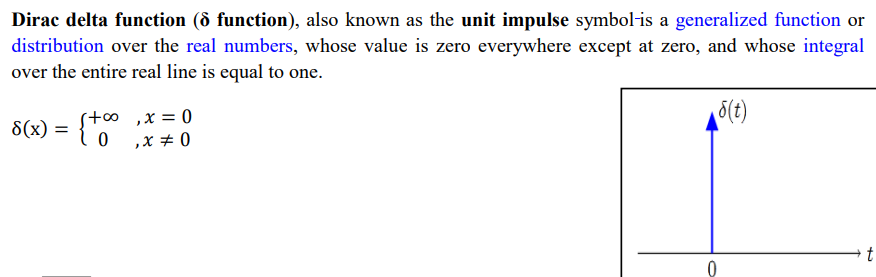 Dirac delta function (δ function), also known as the unit impulse symbol-is a generalized function or
distribution over the real numbers, whose value is zero everywhere except at zero, and whose integral
over the entire real line is equal to one.
δ(x) = {+∞ , x = 0
0 , x ≠ 0
δ(t)
t
0